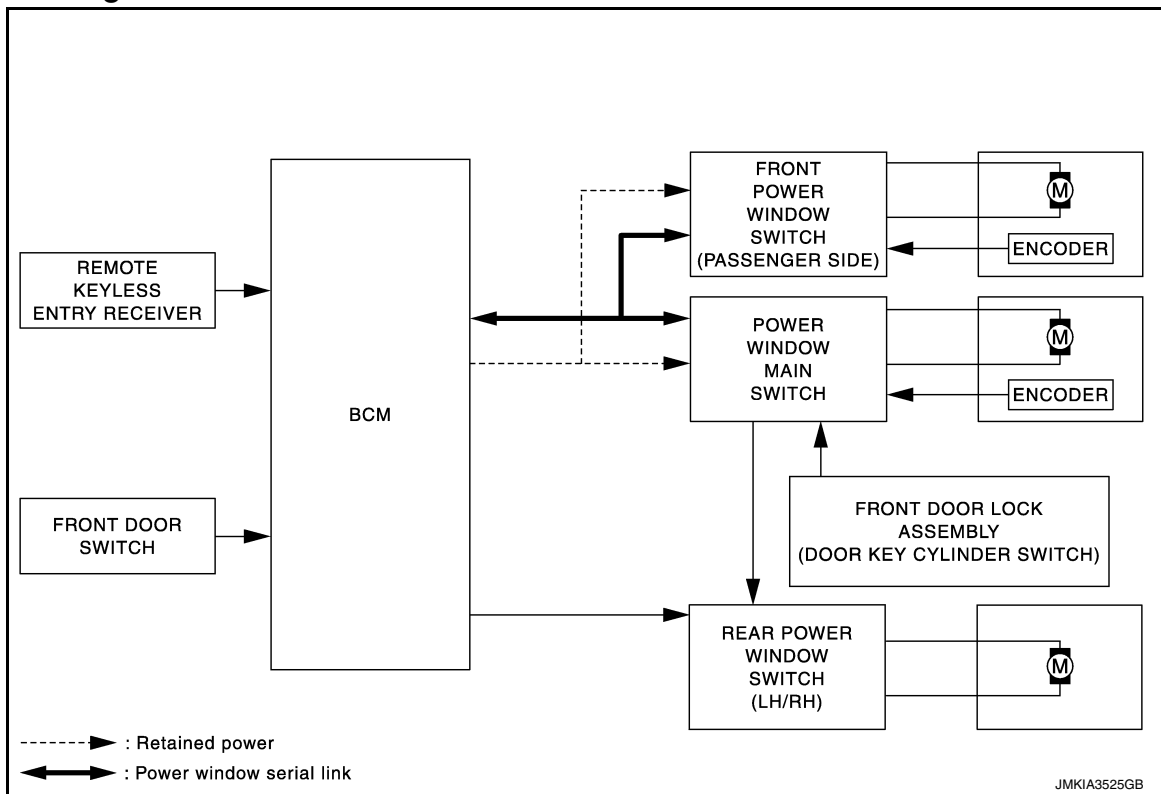 FRONT
POWER
WINDOW
SWITCH
(PASSENGER SIDE)
M
ENCODER
REMOTE
KEYLESS
ENTRY RECEIVER
POWER
WINDOW
MAIN
SWITCH
M
ENCODER
BCM
FRONT DOOR
SWITCH
FRONT DOOR LOCK
ASSEMBLY
(DOOR KEY CYLINDER SWITCH)
REAR POWER
WINDOW
SWITCH
(LH/RH)
M
: Retained power
: Power window serial link
JMKIA3525GB